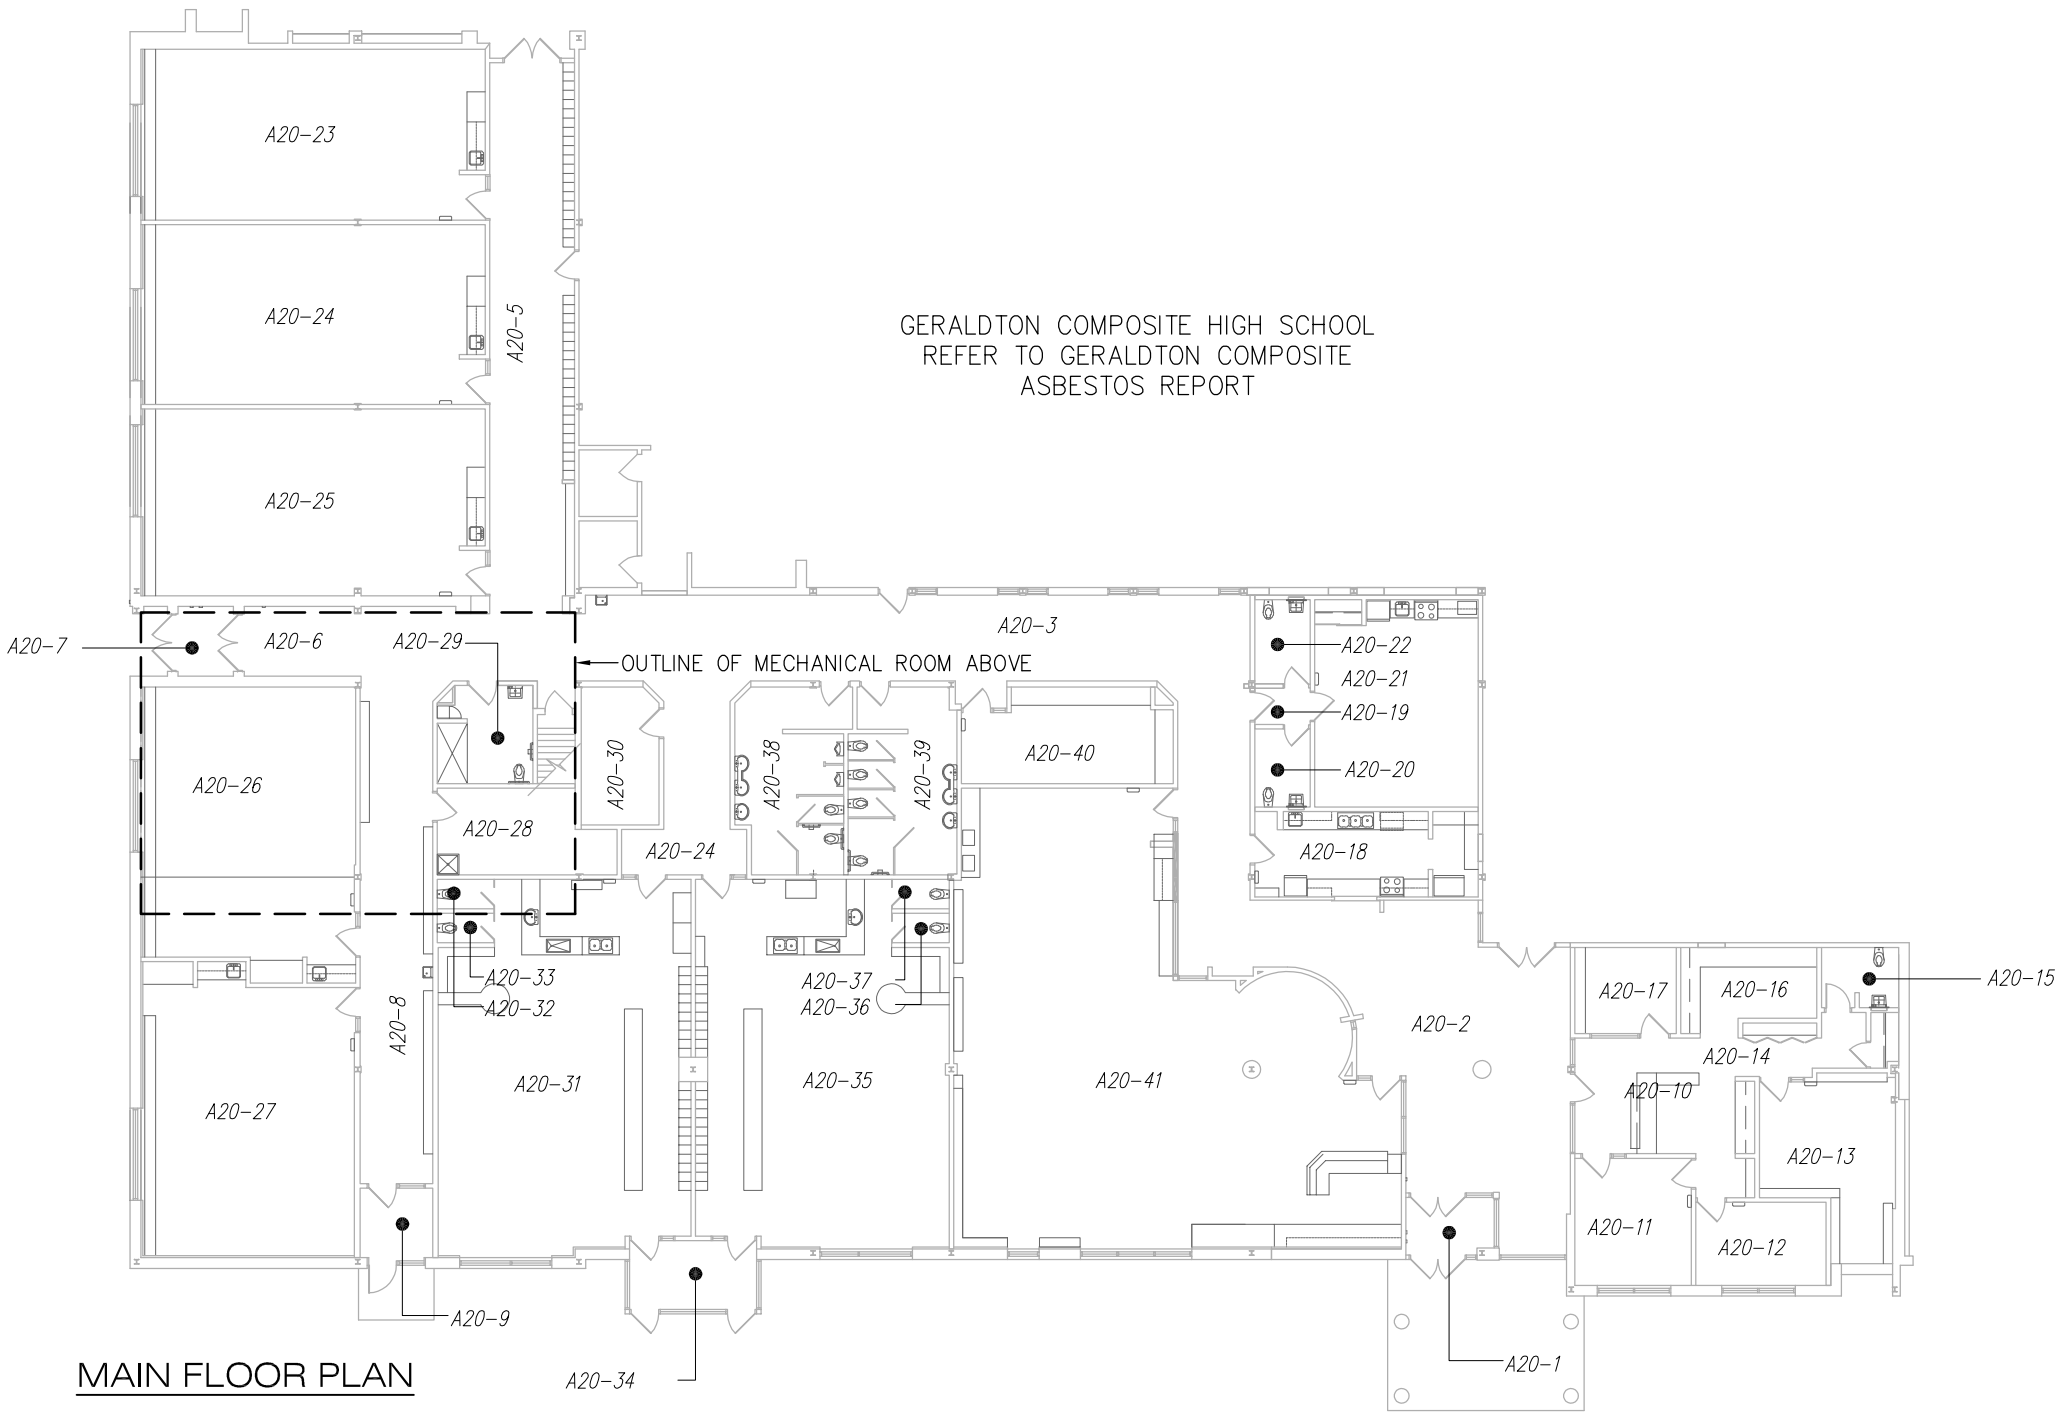 A20-23
A20-24
A20-5
GERALDTON COMPOSITE HIGH SCHOOL
REFER TO GERALDTON COMPOSITE
ASBESTOS REPORT
A20-25
A20-7
A20-6
A20-29
A20-3
OUTLINE OF MECHANICAL ROOM ABOVE
A20-22
A20-21
A20-19
A20-20
A20-26
A20-30
A20-38
A20-39
A20-40
A20-28
A20-24
A20-18
A20-33
A20-32
A20-37
A20-36
A20-8
A20-2
A20-17
A20-16
A20-15
A20-14
A20-10
A20-31
A20-35
A20-41
A20-27
A20-13
A20-11
A20-12
A20-9
A20-34
A20-1
MAIN FLOOR PLAN